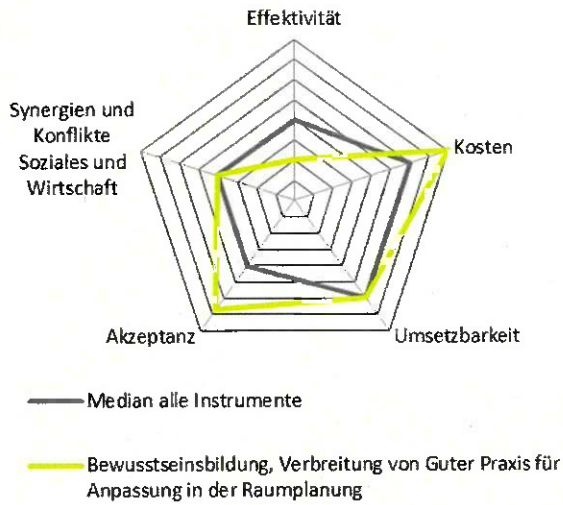 Effektivität
Synergien und
Konflikte
Soziales und
Wirtschaft
Kosten
Akzeptanz
Umsetzbarkeit
Median alle Instrumente
Bewusstseinsbildung, Verbreitung von Guter Praxis für
Anpassung in der Raumplanung